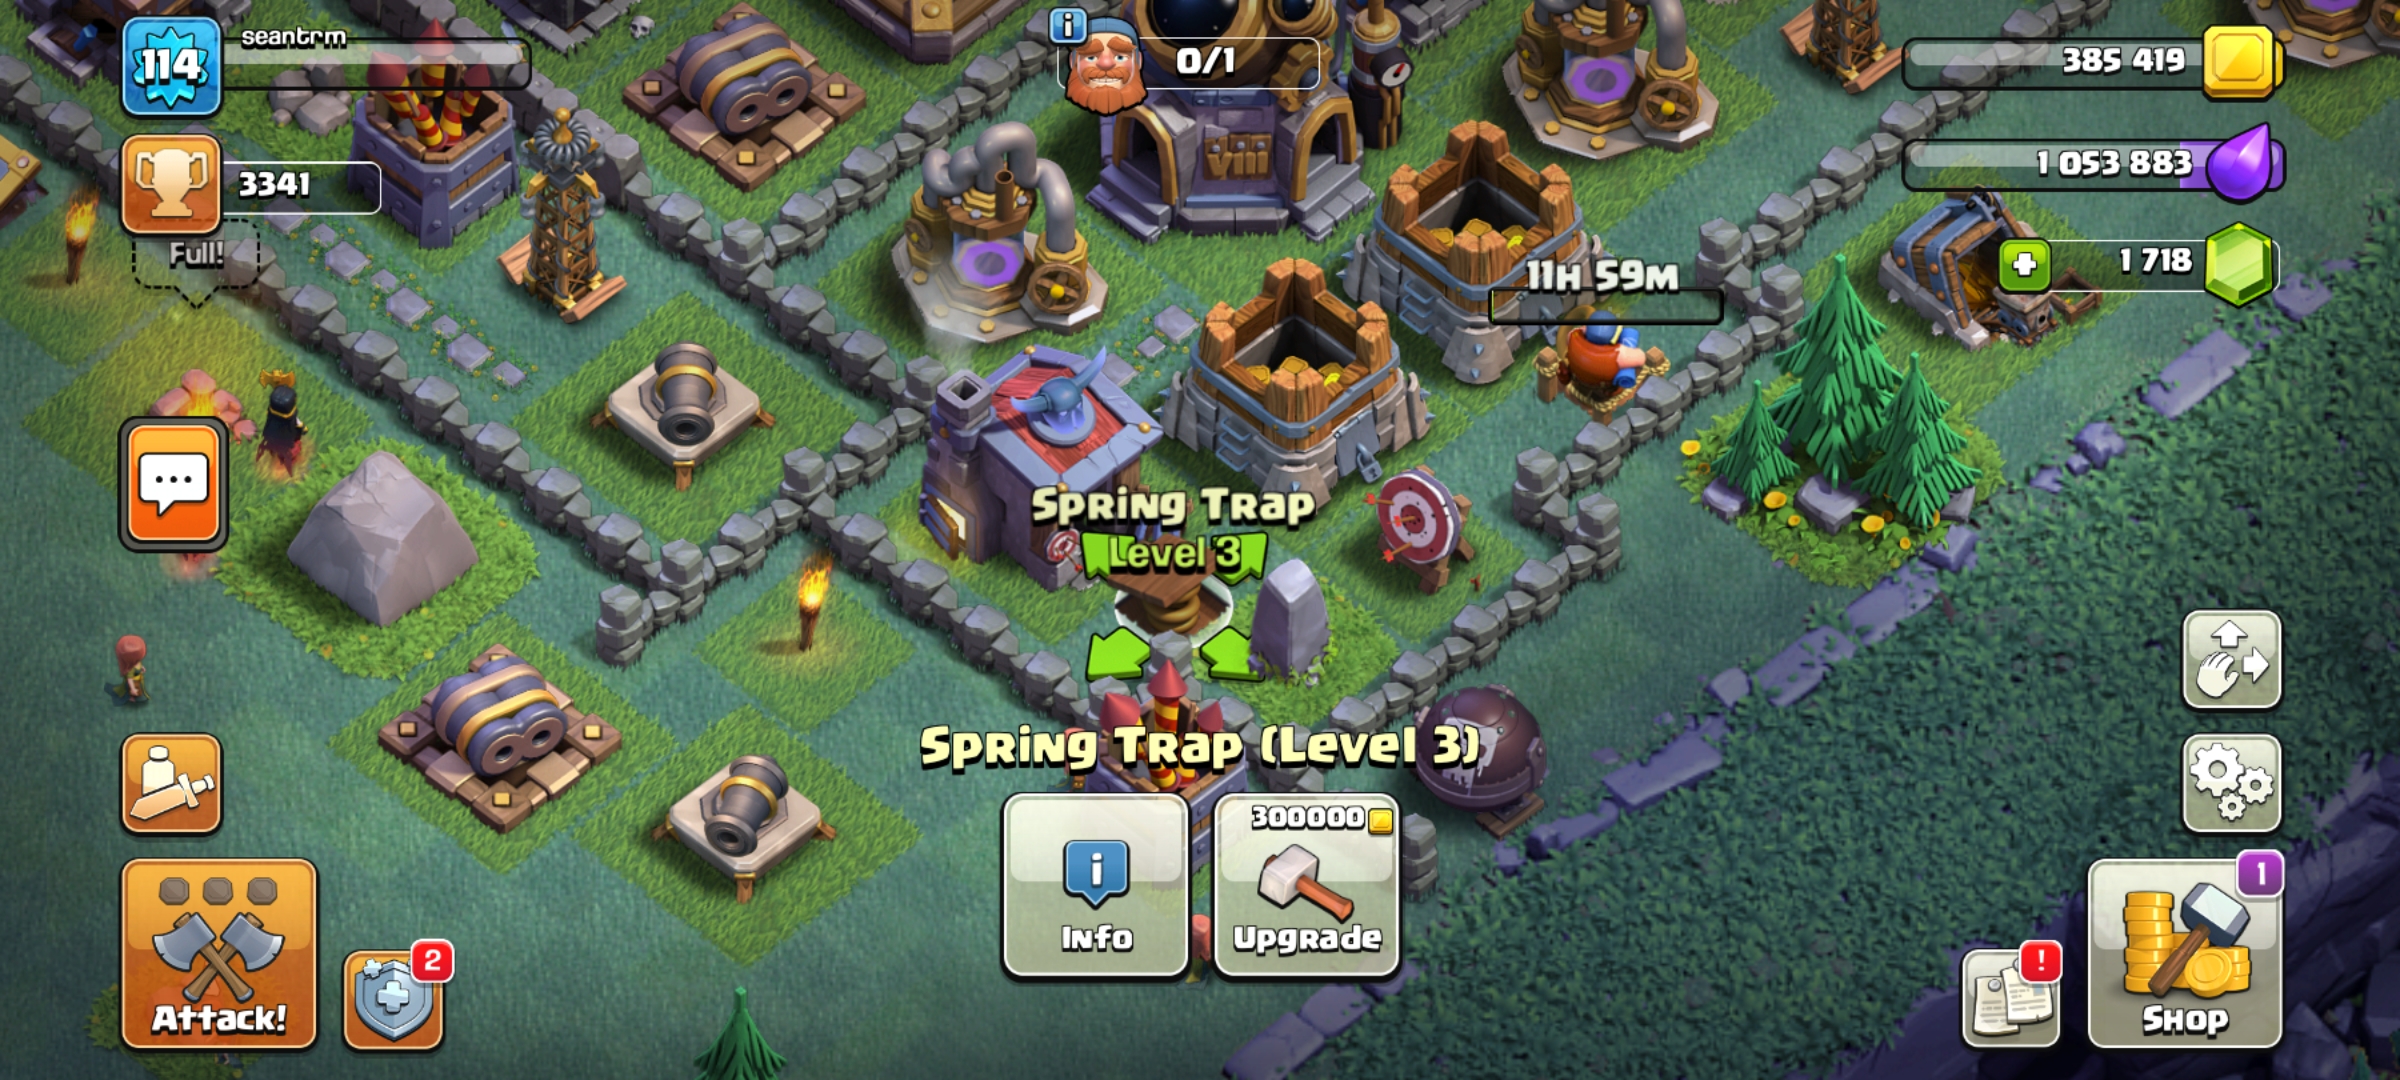 114
seantrm
0/1
385 419
3341
1 053 883
Full!
1 718
VIII
11H 59M
Spring Trap
Level 3
Spring Trap (Level 3)
300000
Info
Upgrade
Attack!
2
!
1
Shop